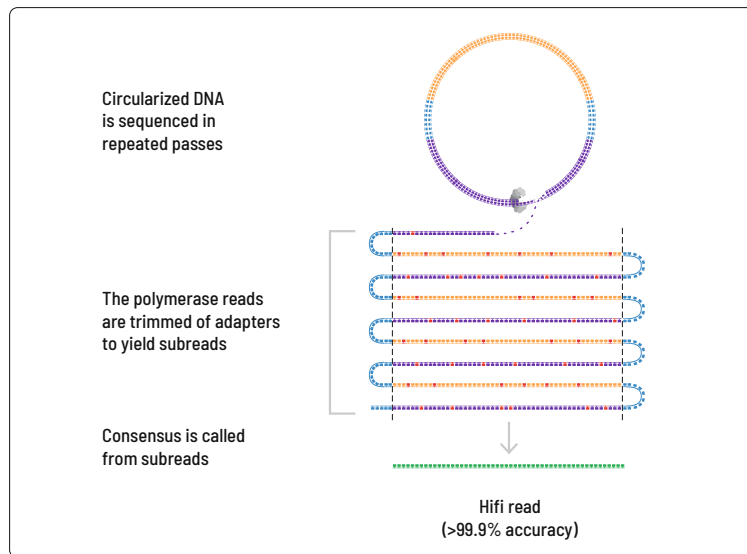 Circularized DNA
is sequenced in
repeated passes
The polymerase reads
are trimmed of adapters
to yield subreads
Consensus is called
from subreads
Hifi read
(>99.9% accuracy)